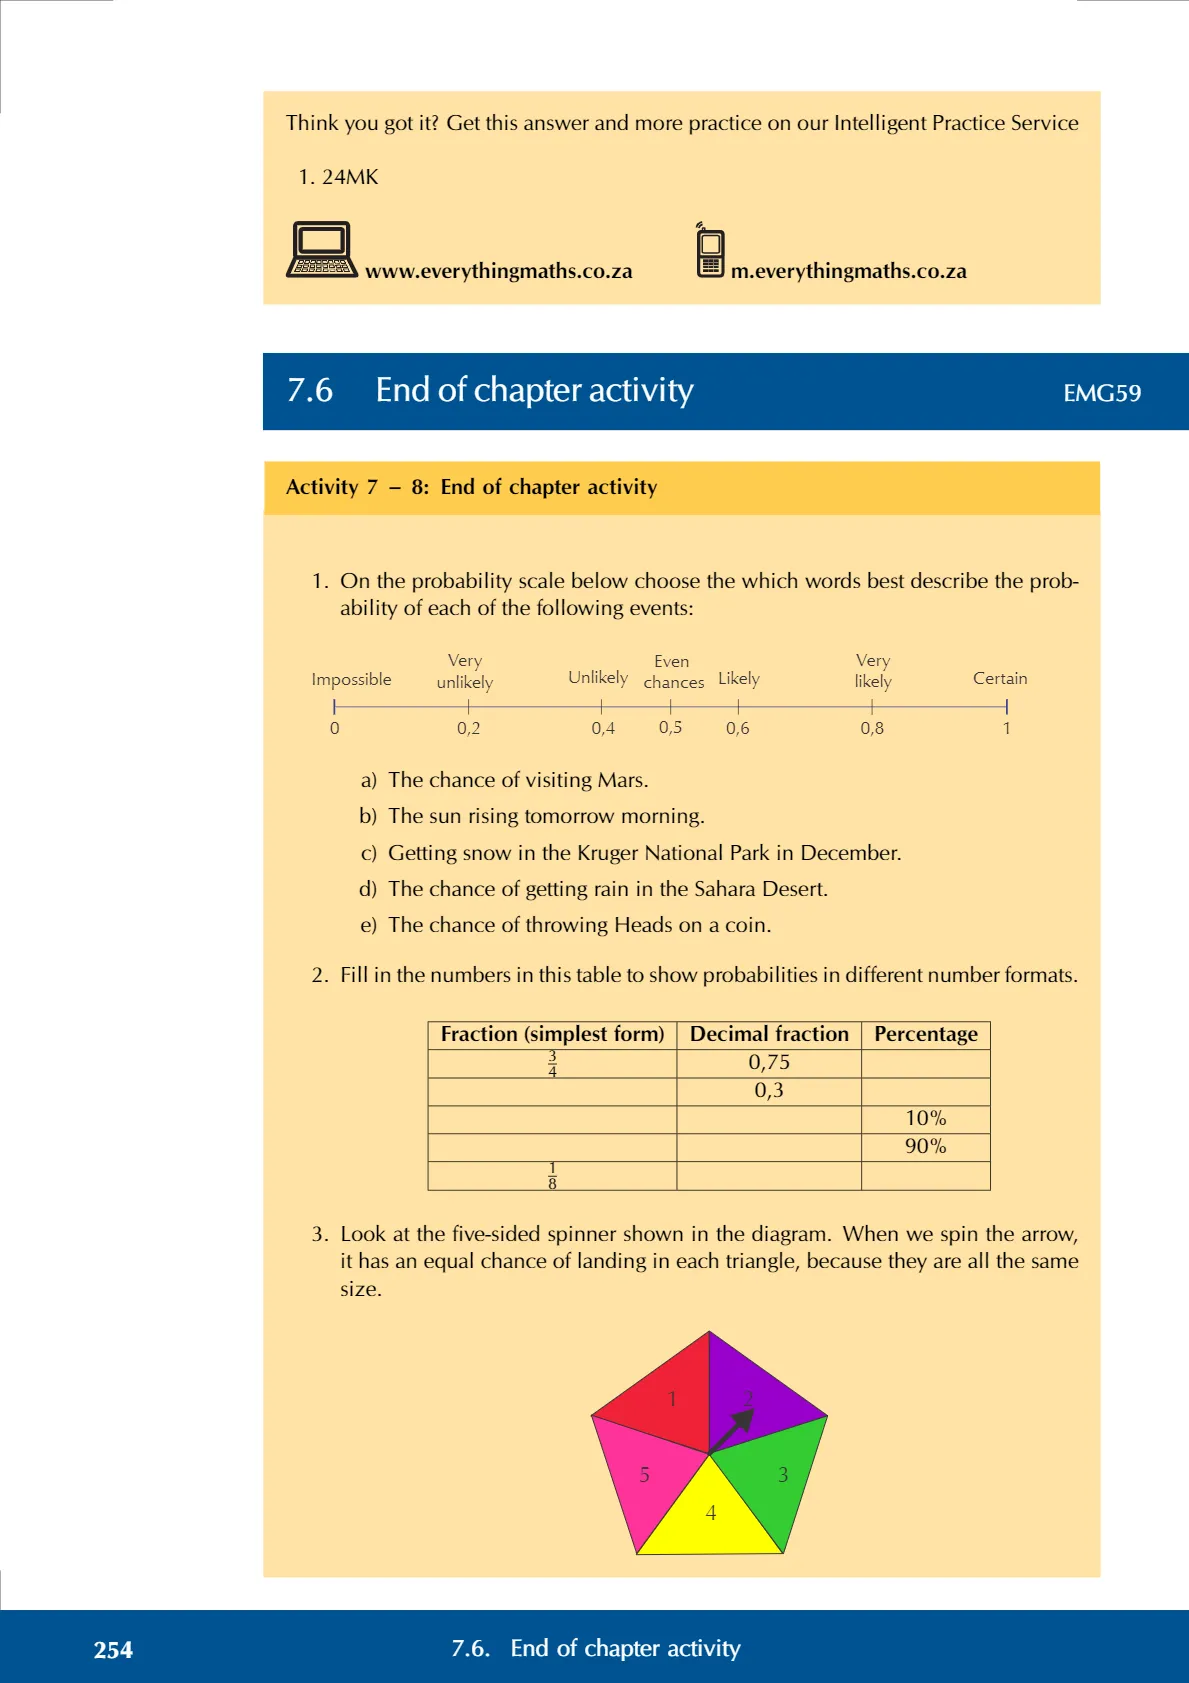 Think you got it? Get this answer and more practice on our Intelligent Practice Service
1. 24MK
www.everythingmaths.co.za m.everythingmaths.co.za
7.6 End of chapter activity EMG59
Activity 7 – 8: End of chapter activity
1. On the probability scale below choose the which words best describe the prob-
ability of each of the following events:
Impossible Very unlikely Unlikely Even chances Likely Very likely Certain
0 0,2 0,4 0,5 0,6 0,8 1
a) The chance of visiting Mars.
b) The sun rising tomorrow morning.
c) Getting snow in the Kruger National Park in December.
d) The chance of getting rain in the Sahara Desert.
e) The chance of throwing Heads on a coin.
2. Fill in the numbers in this table to show probabilities in different number formats.
Fraction (simplest form) Decimal fraction Percentage
3/4 0,75
0,3
10%
90%
1/8
3. Look at the five-sided spinner shown in the diagram. When we spin the arrow,
it has an equal chance of landing in each triangle, because they are all the same
size.
1 2
5 3
4
254 7.6. End of chapter activity